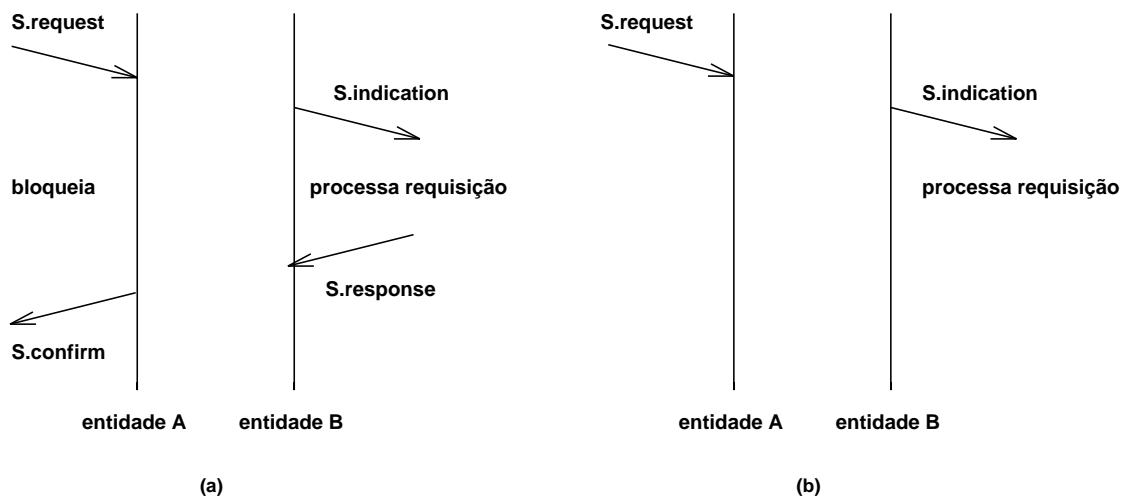 S.request
S.indication
bloqueia
processa requisição
S.response
S.confirm
entidade A
entidade B
(a)
S.request
S.indication
processa requisição
entidade A
entidade B
(b)